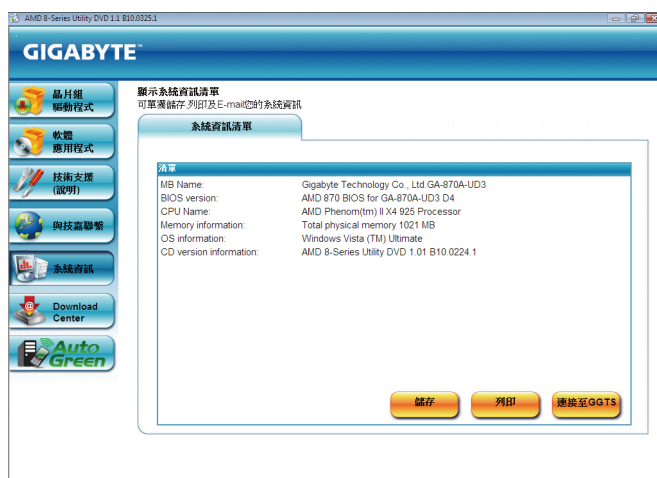 AMD 8-Series Utility DVD 1.1 B10.0325.1
GIGABYTE™
晶片組
驅動程式
軟體
應用程式
技術支援
(說明)
與技嘉聯繫
系統資訊
Download
Center
Auto
Green
顯示系統資訊清單
可單獨儲存,列印及E-mail您的系統資訊
系統資訊清單
清單
MB Name: Gigabyte Technology Co., Ltd.GA-870A-UD3
BIOS version: AMD 870 BIOS for GA-870A-UD3 D4
CPU Name: AMD Phenom(tm) II X4 925 Processor
Memory information: Total physical memory 1021 MB
OS information: Windows Vista (TM) Ultimate
CD version information: AMD 8-Series Utility DVD 1.01 B10.0224.1
儲存 列印 連接至GGTS